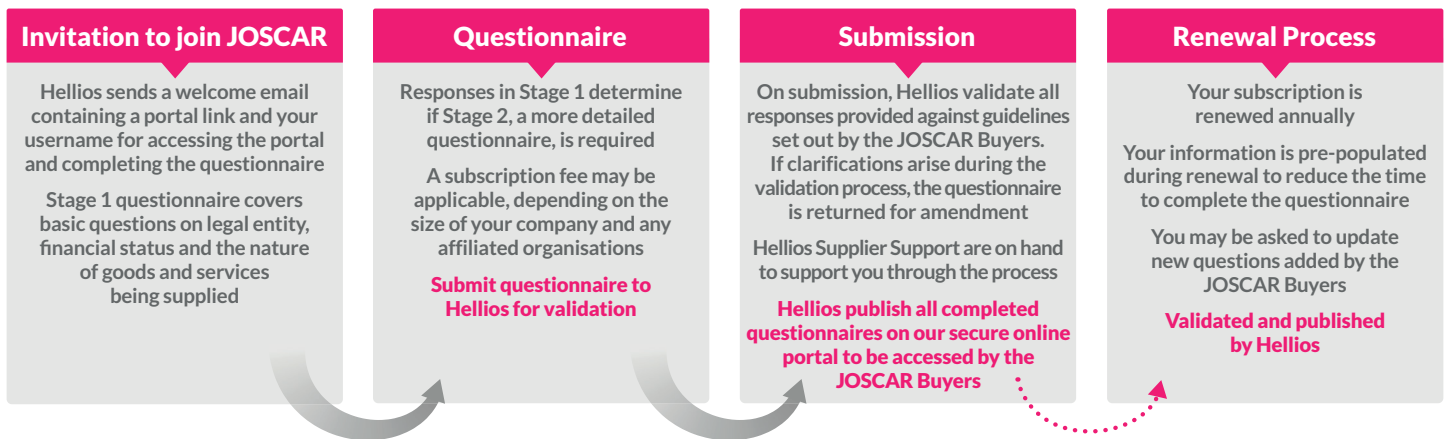 Invitation to join JOSCAR
Hellios sends a welcome email
containing a portal link and your
username for accessing the portal
and completing the questionnaire
Stage 1 questionnaire covers
basic questions on legal entity,
financial status and the nature
of goods and services
being supplied
Questionnaire
Responses in Stage 1 determine
if Stage 2, a more detailed
questionnaire, is required
A subscription fee may be
applicable, depending on the
size of your company and any
affiliated organisations
Submit questionnaire to
Hellios for validation
Submission
On submission, Hellios validate all
responses provided against guidelines
set out by the JOSCAR Buyers.
If clarifications arise during the
validation process, the questionnaire
is returned for amendment
Hellios Supplier Support are on hand
to support you through the process
Hellios publish all completed
questionnaires on our secure online
portal to be accessed by the
JOSCAR Buyers
Renewal Process
Your subscription is
renewed annually
Your information is pre-populated
during renewal to reduce the time
to complete the questionnaire
You may be asked to update
new questions added by the
JOSCAR Buyers
Validated and published
by Hellios